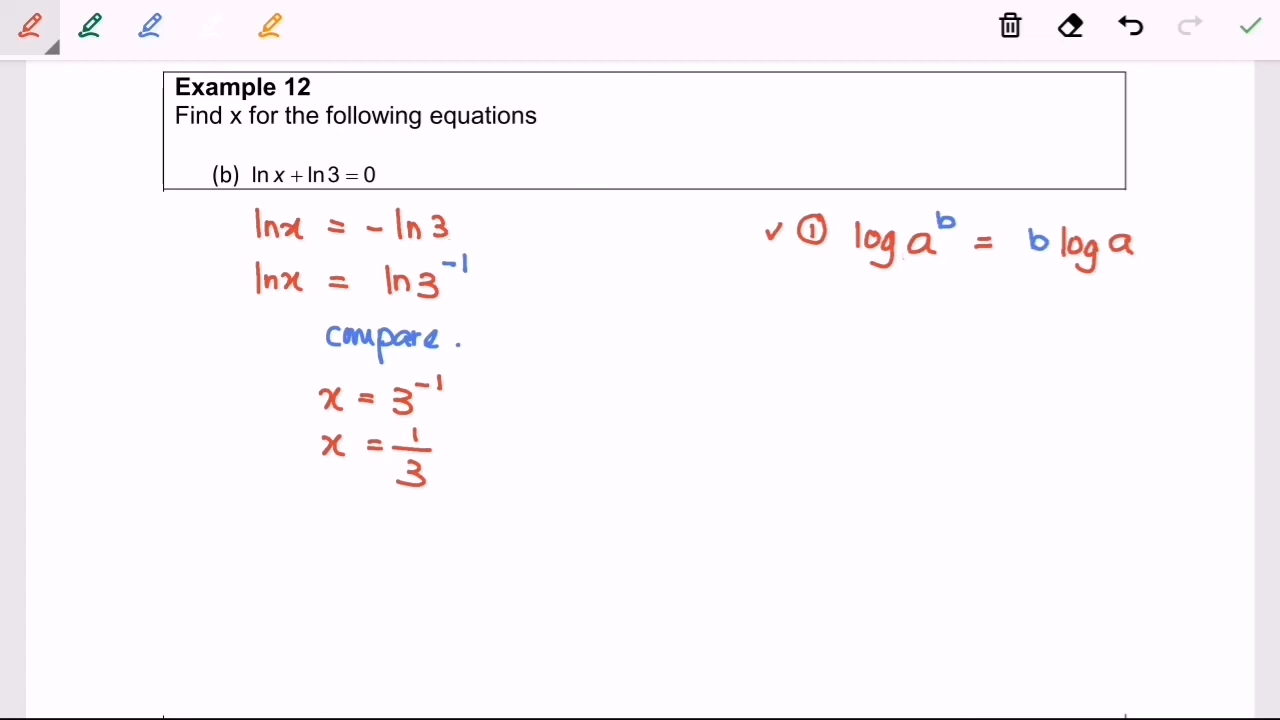 Example 12
Find x for the following equations
(b) ln x + ln 3 = 0
ln x = - ln 3
ln x = ln 3⁻¹
compare.
x = 3⁻¹
x = 1/3
✓ ① log aᵇ = b log a